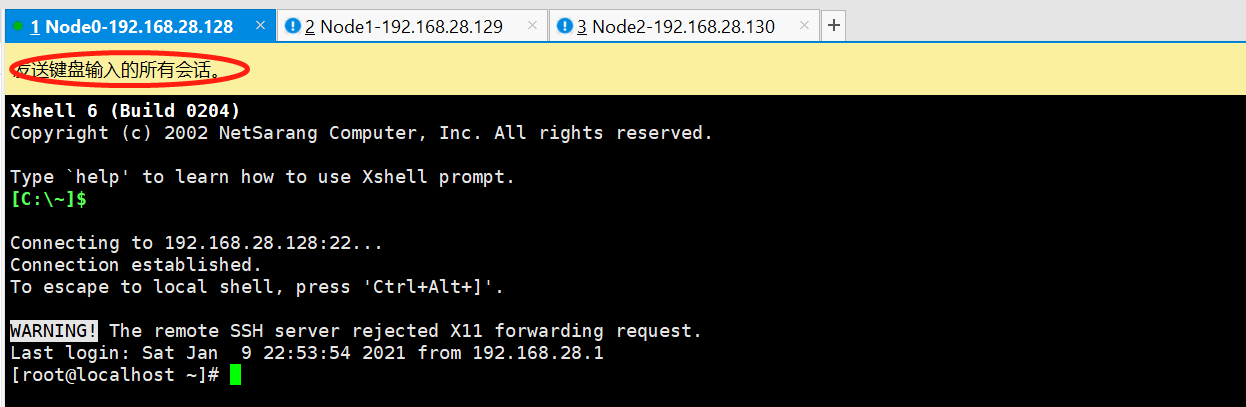 1 Node0-192.168.28.128 × 2 Node1-192.168.28.129 × 3 Node2-192.168.28.130 × +
发送键盘输入的所有会话。
Xshell 6 (Build 0204)
Copyright (c) 2002 NetSarang Computer, Inc. All rights reserved.
Type `help' to learn how to use Xshell prompt.
[C:\~]$
Connecting to 192.168.28.128:22...
Connection established.
To escape to local shell, press 'Ctrl+Alt+]'.
WARNING! The remote SSH server rejected X11 forwarding request.
Last login: Sat Jan  9 22:53:54 2021 from 192.168.28.1
[root@localhost ~]#